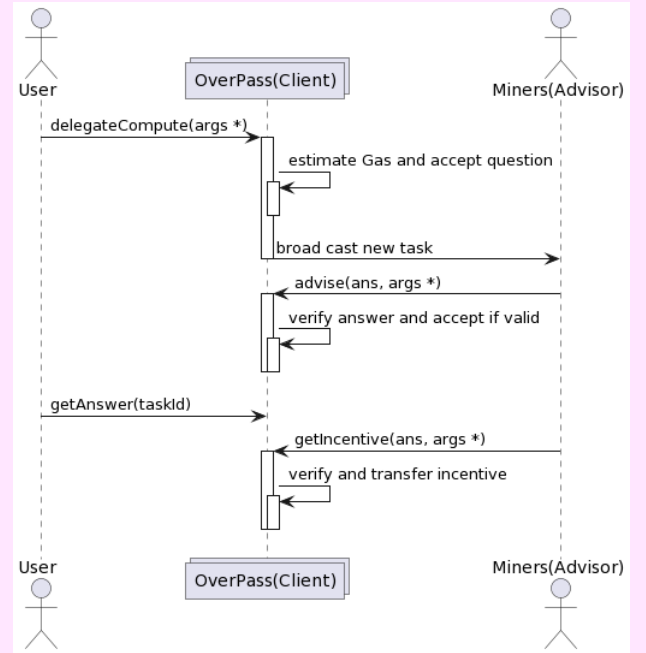 User
OverPass(Client)
Miners(Advisor)
delegateCompute(args *)
estimate Gas and accept question
broad cast new task
advise(ans, args *)
verify answer and accept if valid
getAnswer(taskId)
getIncentive(ans, args *)
verify and transfer incentive
User
OverPass(Client)
Miners(Advisor)